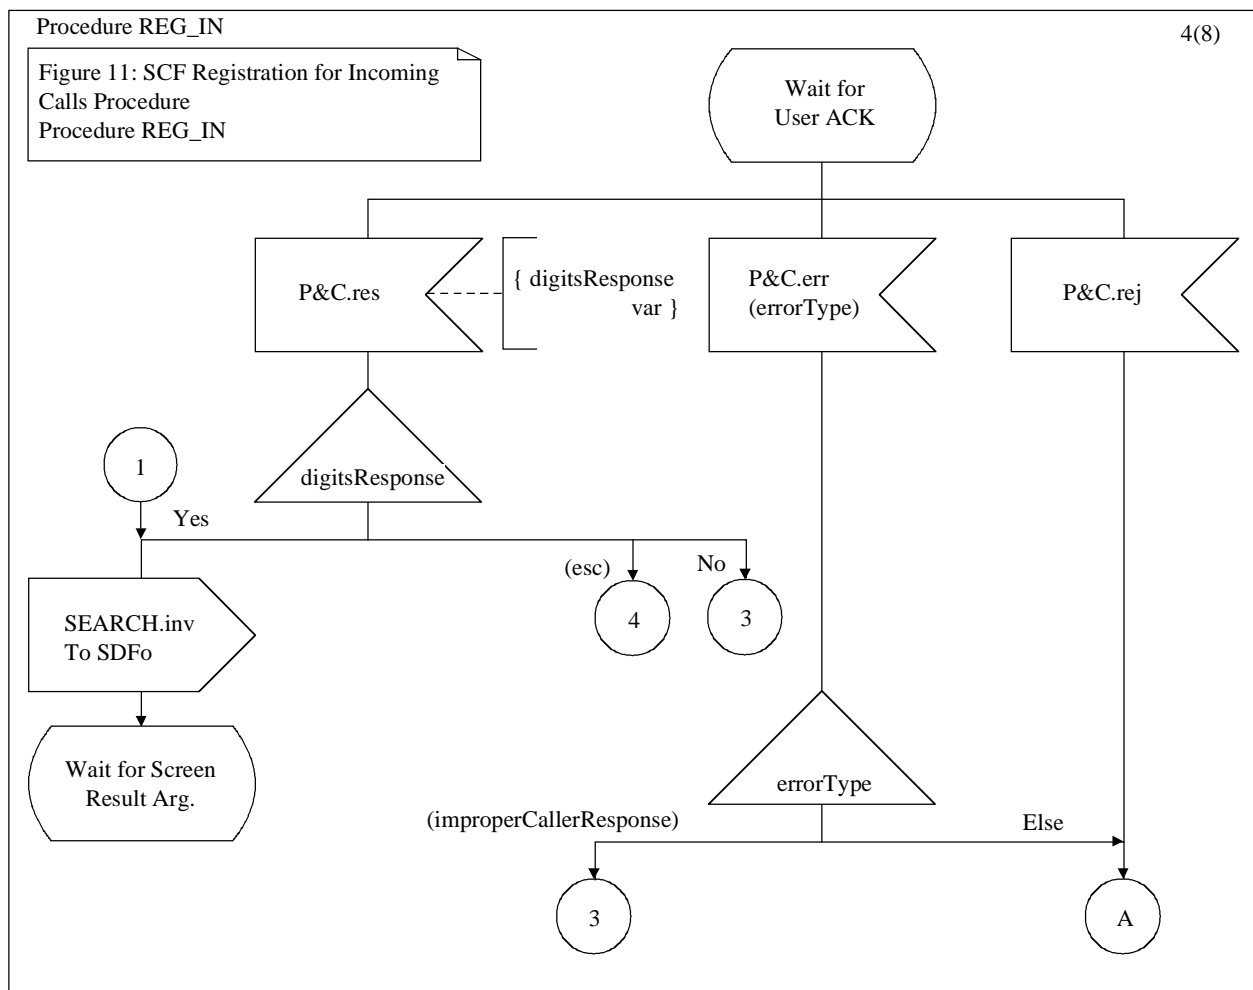 Procedure REG_IN
4(8)
Figure 11: SCF Registration for Incoming
Calls Procedure
Procedure REG_IN
Wait for
User ACK
P&C.res
{ digitsResponse
var }
P&C.err
(errorType)
P&C.rej
1
digitsResponse
Yes
(esc)
No
4
3
SEARCH.inv
To SDFo
Wait for Screen
Result Arg.
errorType
(improperCallerResponse)
Else
3
A